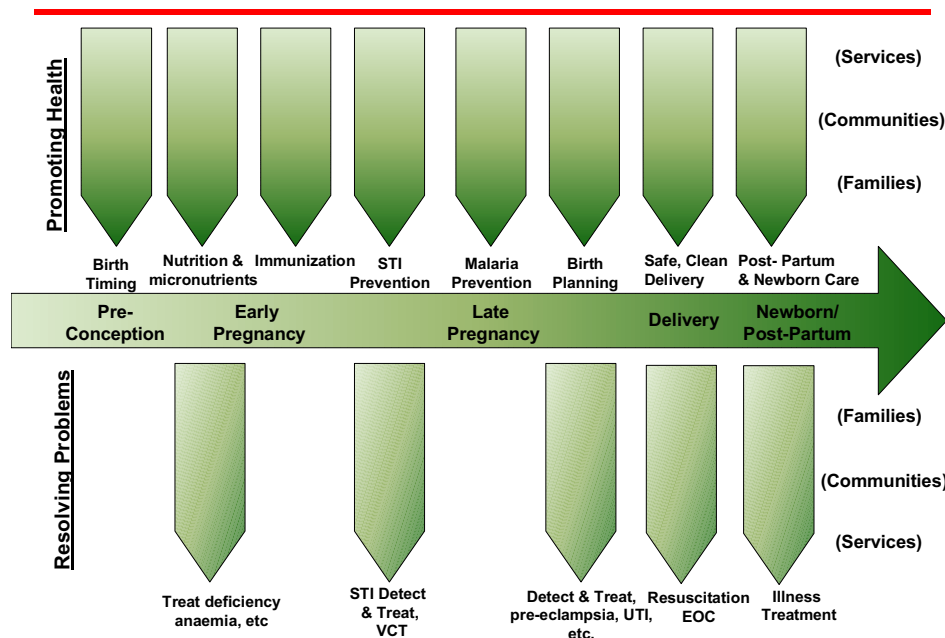 Promoting Health
(Services)
(Communities)
(Families)
Birth
Timing
Nutrition &
micronutrients
Immunization
STI
Prevention
Malaria
Prevention
Birth
Planning
Safe, Clean
Delivery
Post- Partum
& Newborn Care
Pre-
Conception
Early
Pregnancy
Late
Pregnancy
Delivery
Newborn/
Post-Partum
Resolving Problems
(Families)
(Communities)
(Services)
Treat deficiency
anaemia, etc
STI Detect
& Treat,
VCT
Detect & Treat,
pre-eclampsia, UTI,
etc.
Resuscitation
EOC
Illness
Treatment